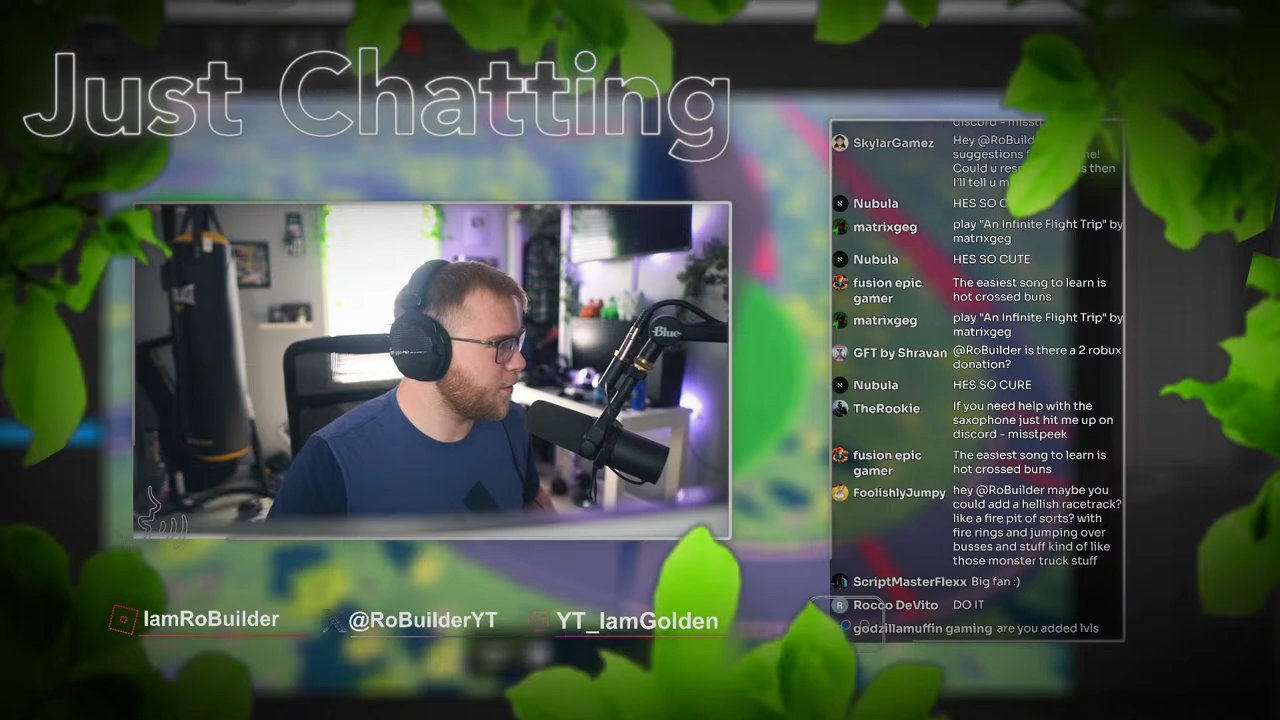 Just Chatting
discord - misst
SkylarGamez Hey @RoBuild
suggestions
Could u res s then
I'll tell u m
Nubula HES SO C
matrixgeg play "An Infinite Flight Trip" by
matrixgeg
Nubula HES SO CUTE
fusion epic gamer The easiest song to learn is
hot crossed buns
matrixgeg play "An Infinite Flight Trip" by
matrixgeg
GFT by Shravan @RoBuilder is there a 2 robux
donation?
Nubula HES SO CURE
TheRookie If you need help with the
saxophone just hit me up on
discord - misstpeek
fusion epic gamer The easiest song to learn is
hot crossed buns
FoolishlyJumpy hey @RoBuilder maybe you
could add a hellish racetrack?
like a fire pit of sorts? with
fire rings and jumping over
busses and stuff kind of like
those monster truck stuff
ScriptMasterFlexx Big fan :)
R Rocco DeVito DO IT
godzillamuffin gaming are you added lvls
Blue
IamRoBuilder
@RoBuilderYT
YT_IamGolden